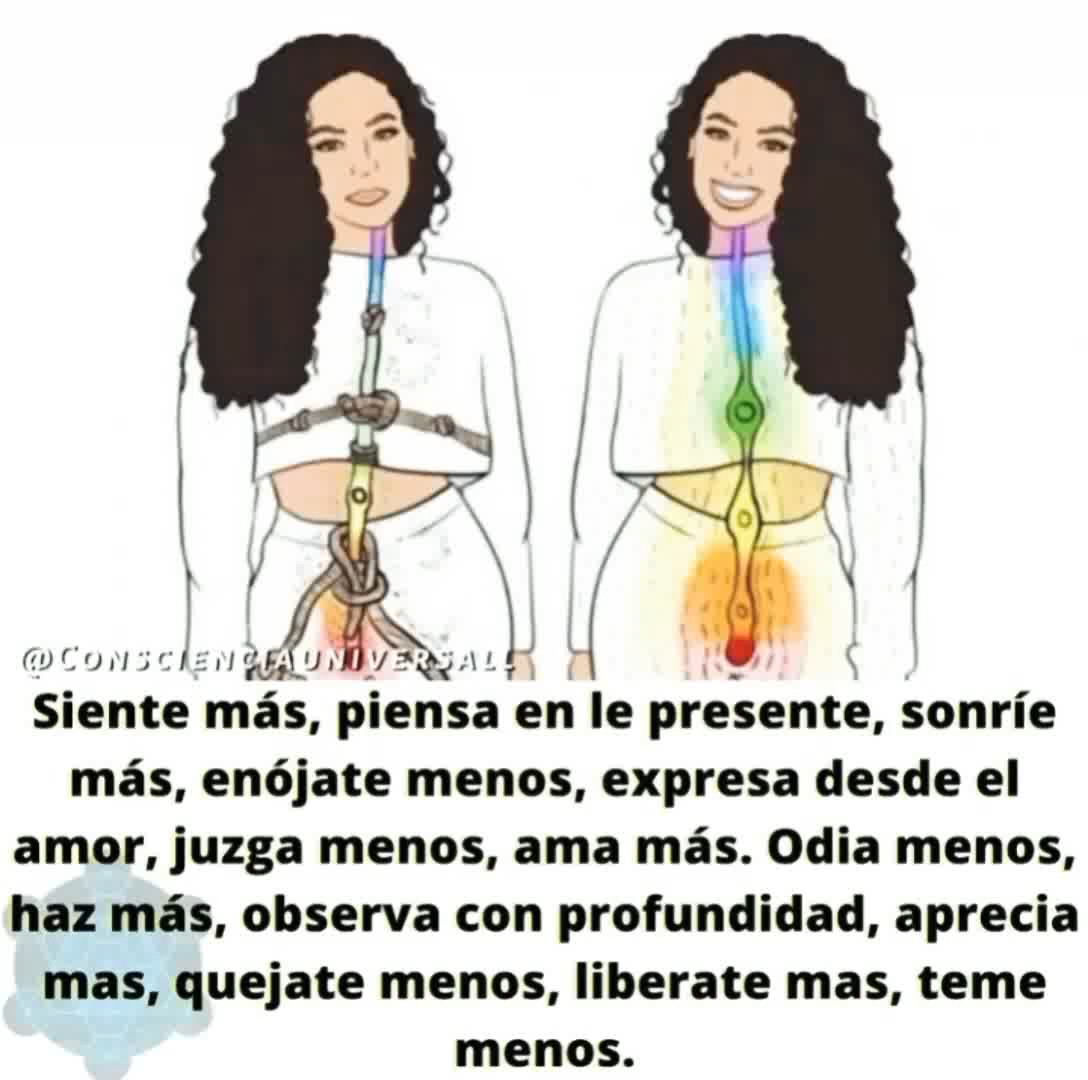 @CONSCIENCIAUNIVERSALL
Siente más, piensa en le presente, sonríe
más, enójate menos, expresa desde el
amor, juzga menos, ama más. Odia menos,
haz más, observa con profundidad, aprecia
mas, quejate menos, liberate mas, teme
menos.